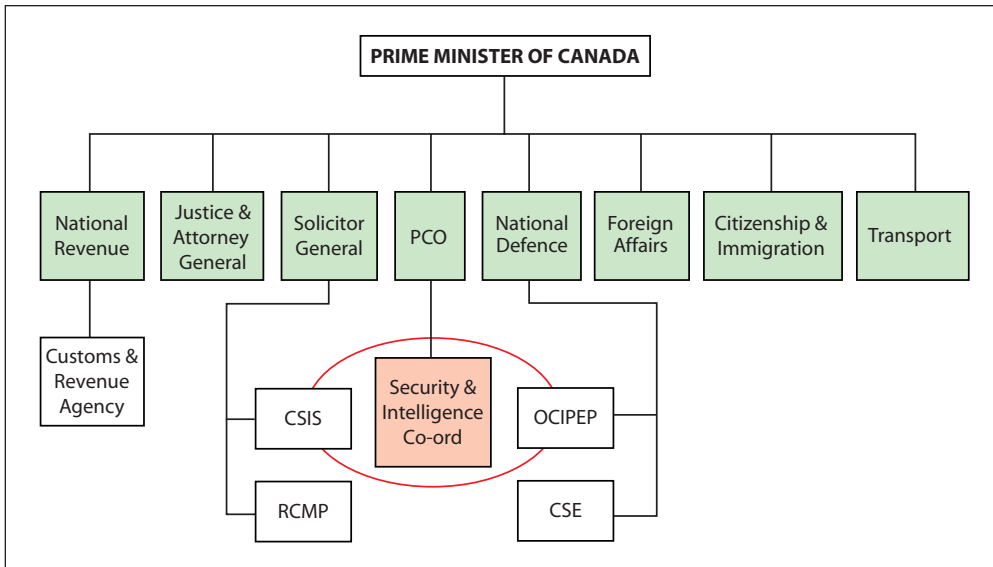 PRIME MINISTER OF CANADA
National
Revenue
Justice &
Attorney
General
Solicitor
General
PCO
National
Defence
Foreign
Affairs
Citizenship &
Immigration
Transport
Customs &
Revenue
Agency
CSIS
Security &
Intelligence
Co-ord
OCIPEP
RCMP
CSE